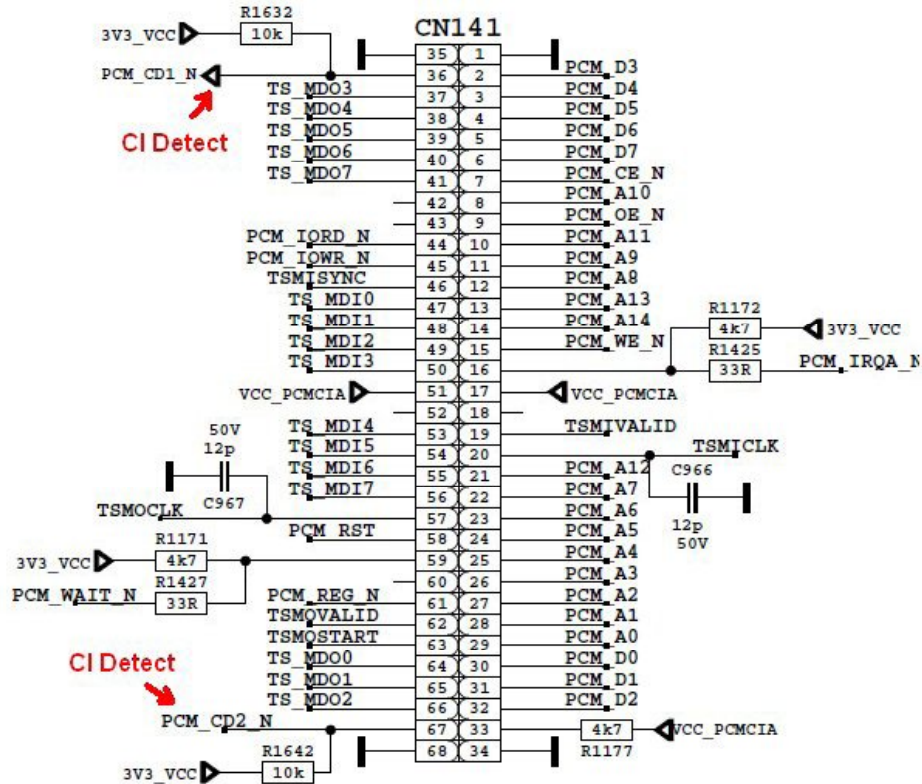 CN141
R1632
3V3_VCC 10k
PCM_CD1_N
CI Detect
35 1
36 2 PCM_D3
TS_MDO3 37 3 PCM_D4
TS_MDO4 38 4 PCM_D5
TS_MDO5 39 5 PCM_D6
TS_MDO6 40 6 PCM_D7
TS_MDO7 41 7 PCM_CE_N
42 8 PCM_A10
43 9 PCM_OE_N
PCM_IORD_N 44 10 PCM_A11
PCM_IOWR_N 45 11 PCM_A9
TSMISYNC 46 12 PCM_A8
TS_MDI0 47 13 PCM_A13
TS_MDI1 48 14 PCM_A14
TS_MDI2 49 15 PCM_WE_N
TS_MDI3 50 16
R1172
4k7 3V3_VCC
R1425
33R PCM_IRQA_N
VCC_PCMCIA 51 17 VCC_PCMCIA
52 18
TS_MDI4 53 19 TSMIVALID
TS_MDI5 54 20 TSMICLK
TS_MDI6 55 21 PCM_A12
TS_MDI7 56 22 PCM_A7
50V
12p
C967
C966
12p
50V
TSMOCLK 57 23 PCM_A6
PCM_RST 58 24 PCM_A5
R1171
3V3_VCC 4k7 59 25 PCM_A4
R1427
PCM_WAIT_N 33R
60 26 PCM_A3
PCM_REG_N 61 27 PCM_A2
TSMOVALID 62 28 PCM_A1
TSMOSTART 63 29 PCM_A0
TS_MDO0 64 30 PCM_D0
TS_MDO1 65 31 PCM_D1
TS_MDO2 66 32 PCM_D2
CI Detect
PCM_CD2_N 67 33 4k7 VCC_PCMCIA
R1177
68 34
R1642
3V3_VCC 10k